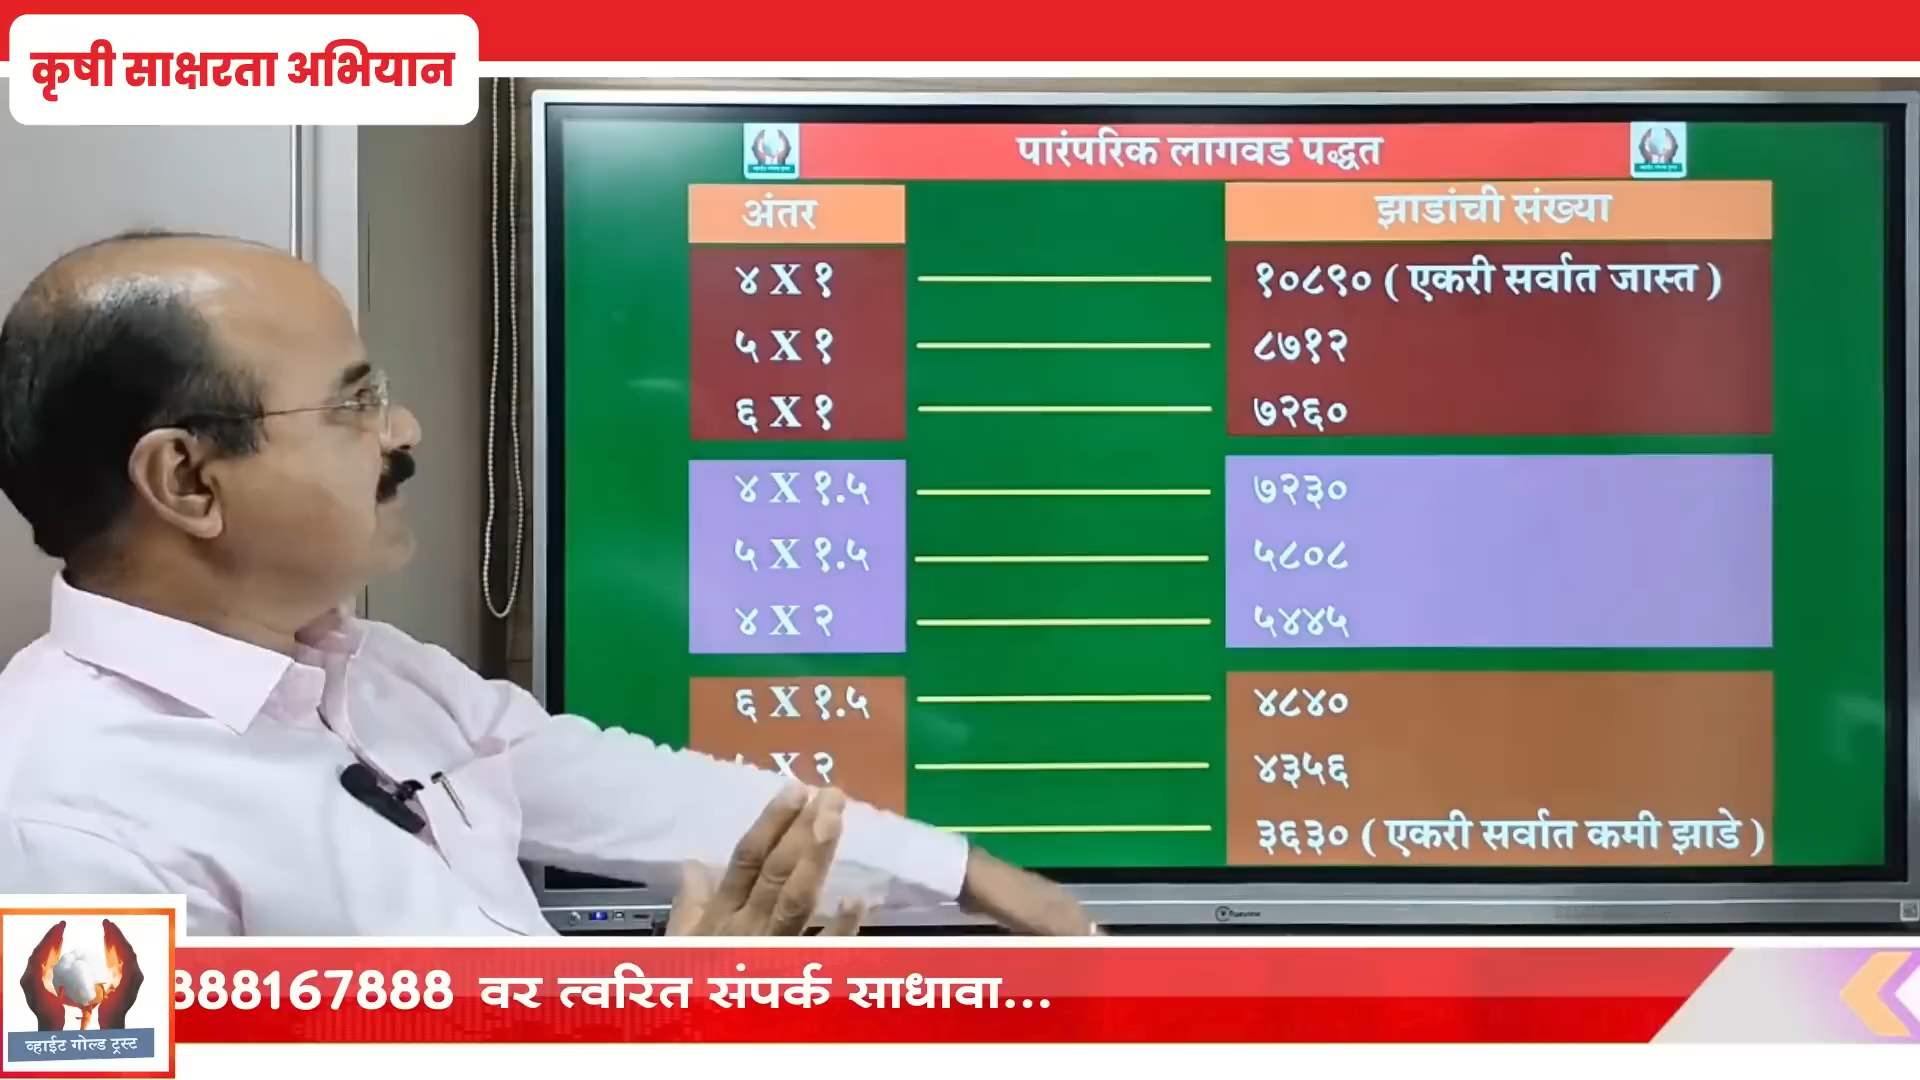 कृषी साक्षरता अभियान
पारंपरिक लागवड पद्धत
अंतर झाडांची संख्या
४ X १ १०८९० ( एकरी सर्वात जास्त )
५ X १ ८७१२
६ X १ ७२६०
४ X १.५ ७२३०
५ X १.५ ५८०८
४ X २ ५४४५
६ X १.५ ४८४०
X २ ४३५६
३६३० ( एकरी सर्वात कमी झाडे )
888167888 वर त्वरित संपर्क साधावा...
व्हाईट गोल्ड ट्रस्ट